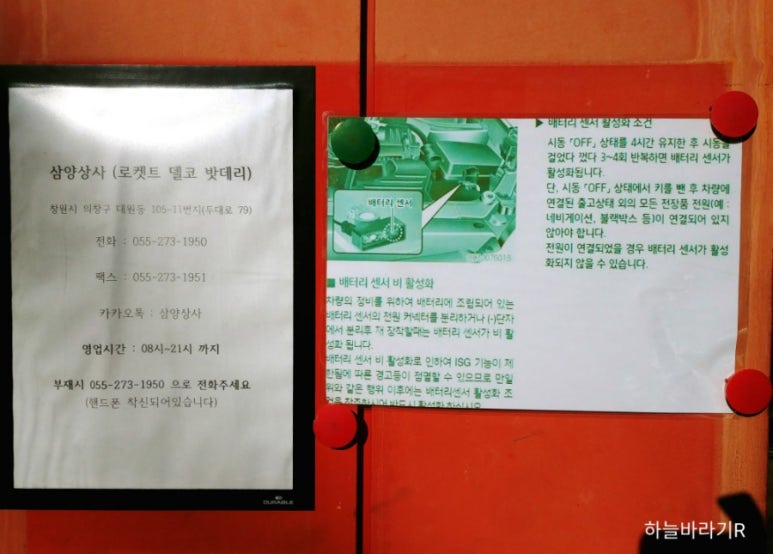 삼양상사 (로켓트 델코 밧데리)
창원시 의창구 대원동 105-11번지(두대로 79)
전화 : 055-273-1950
팩스 : 055-273-1951
카카오톡 : 삼양상사
영업시간 : 08시~21시 까지
부재시 055-273-1950 으로 전화주세요
(핸드폰 착신되어있습니다)
DURABLE
배터리 센서
■ 배터리 센서 비 활성화
차량의 정비를 위하여 배터리에 조립되어 있는
배터리 센서의 전원 커넥터를 분리하거나 (-)단자
에서 분리후 재 장착할때는 배터리 센서가 비 활
성화 됩니다.
배터리 센서 비 활성화로 인하여 ISG 기능이 제
한될에 따른 경고등이 점멸할 수 있으므로 만일
위와 같은 행위 이후에는 배터리센서 활성화 조
▶ 배터리 센서 활성화 조건
시동 「OFF」 상태를 4시간 유지한 후 시동을
걸었다 껐다 3~4회 반복하면 배터리 센서가
활성화됩니다.
단, 시동 「OFF」 상태에서 키를 뺀 후 차량에
연결된 출고상태 외의 모든 전장품 전원(예 :
네비게이션, 블랙박스 등)이 연결되어 있지
않아야 합니다.
전원이 연결되었을 경우 배터리 센서가 활성
화되지 않을 수 있습니다.
하늘바라기R